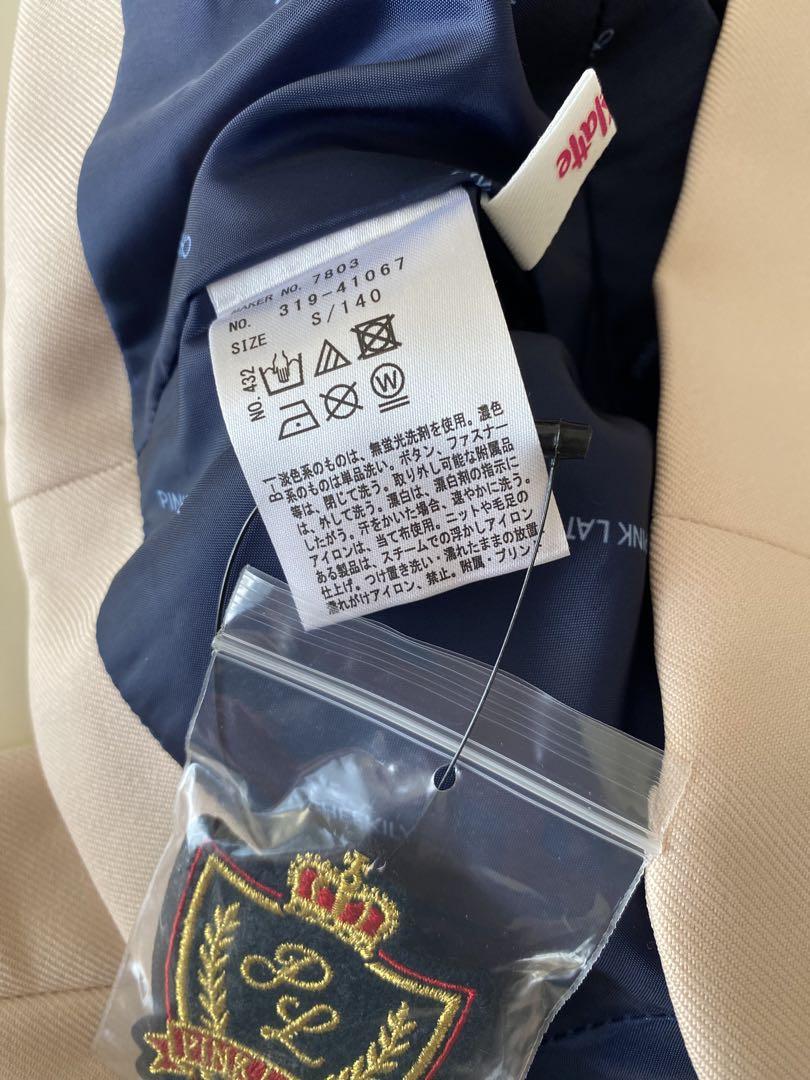 latte
MAKER NO. 7803
NO. 319-41067
SIZE S/140
NO. 432
W
B-1 淡色系のものは、無蛍光洗剤を使用。濃色
系のものは単品洗い。ボタン、ファスナー
等は、閉じて洗う。取り外し可能な附属品
は、外して洗う。漂白は、漂白剤の指示に
したがう。汗をかいた場合、速やかに洗う。
アイロンは、当て布使用。ニットや毛足の
ある製品は、スチームでの浮かしアイロン
仕上げ。つけ置き洗い・濡れたままの放置・
濡れがけアイロン、禁止。附属・プリン
PIN
PINK LAT
PL
PINK